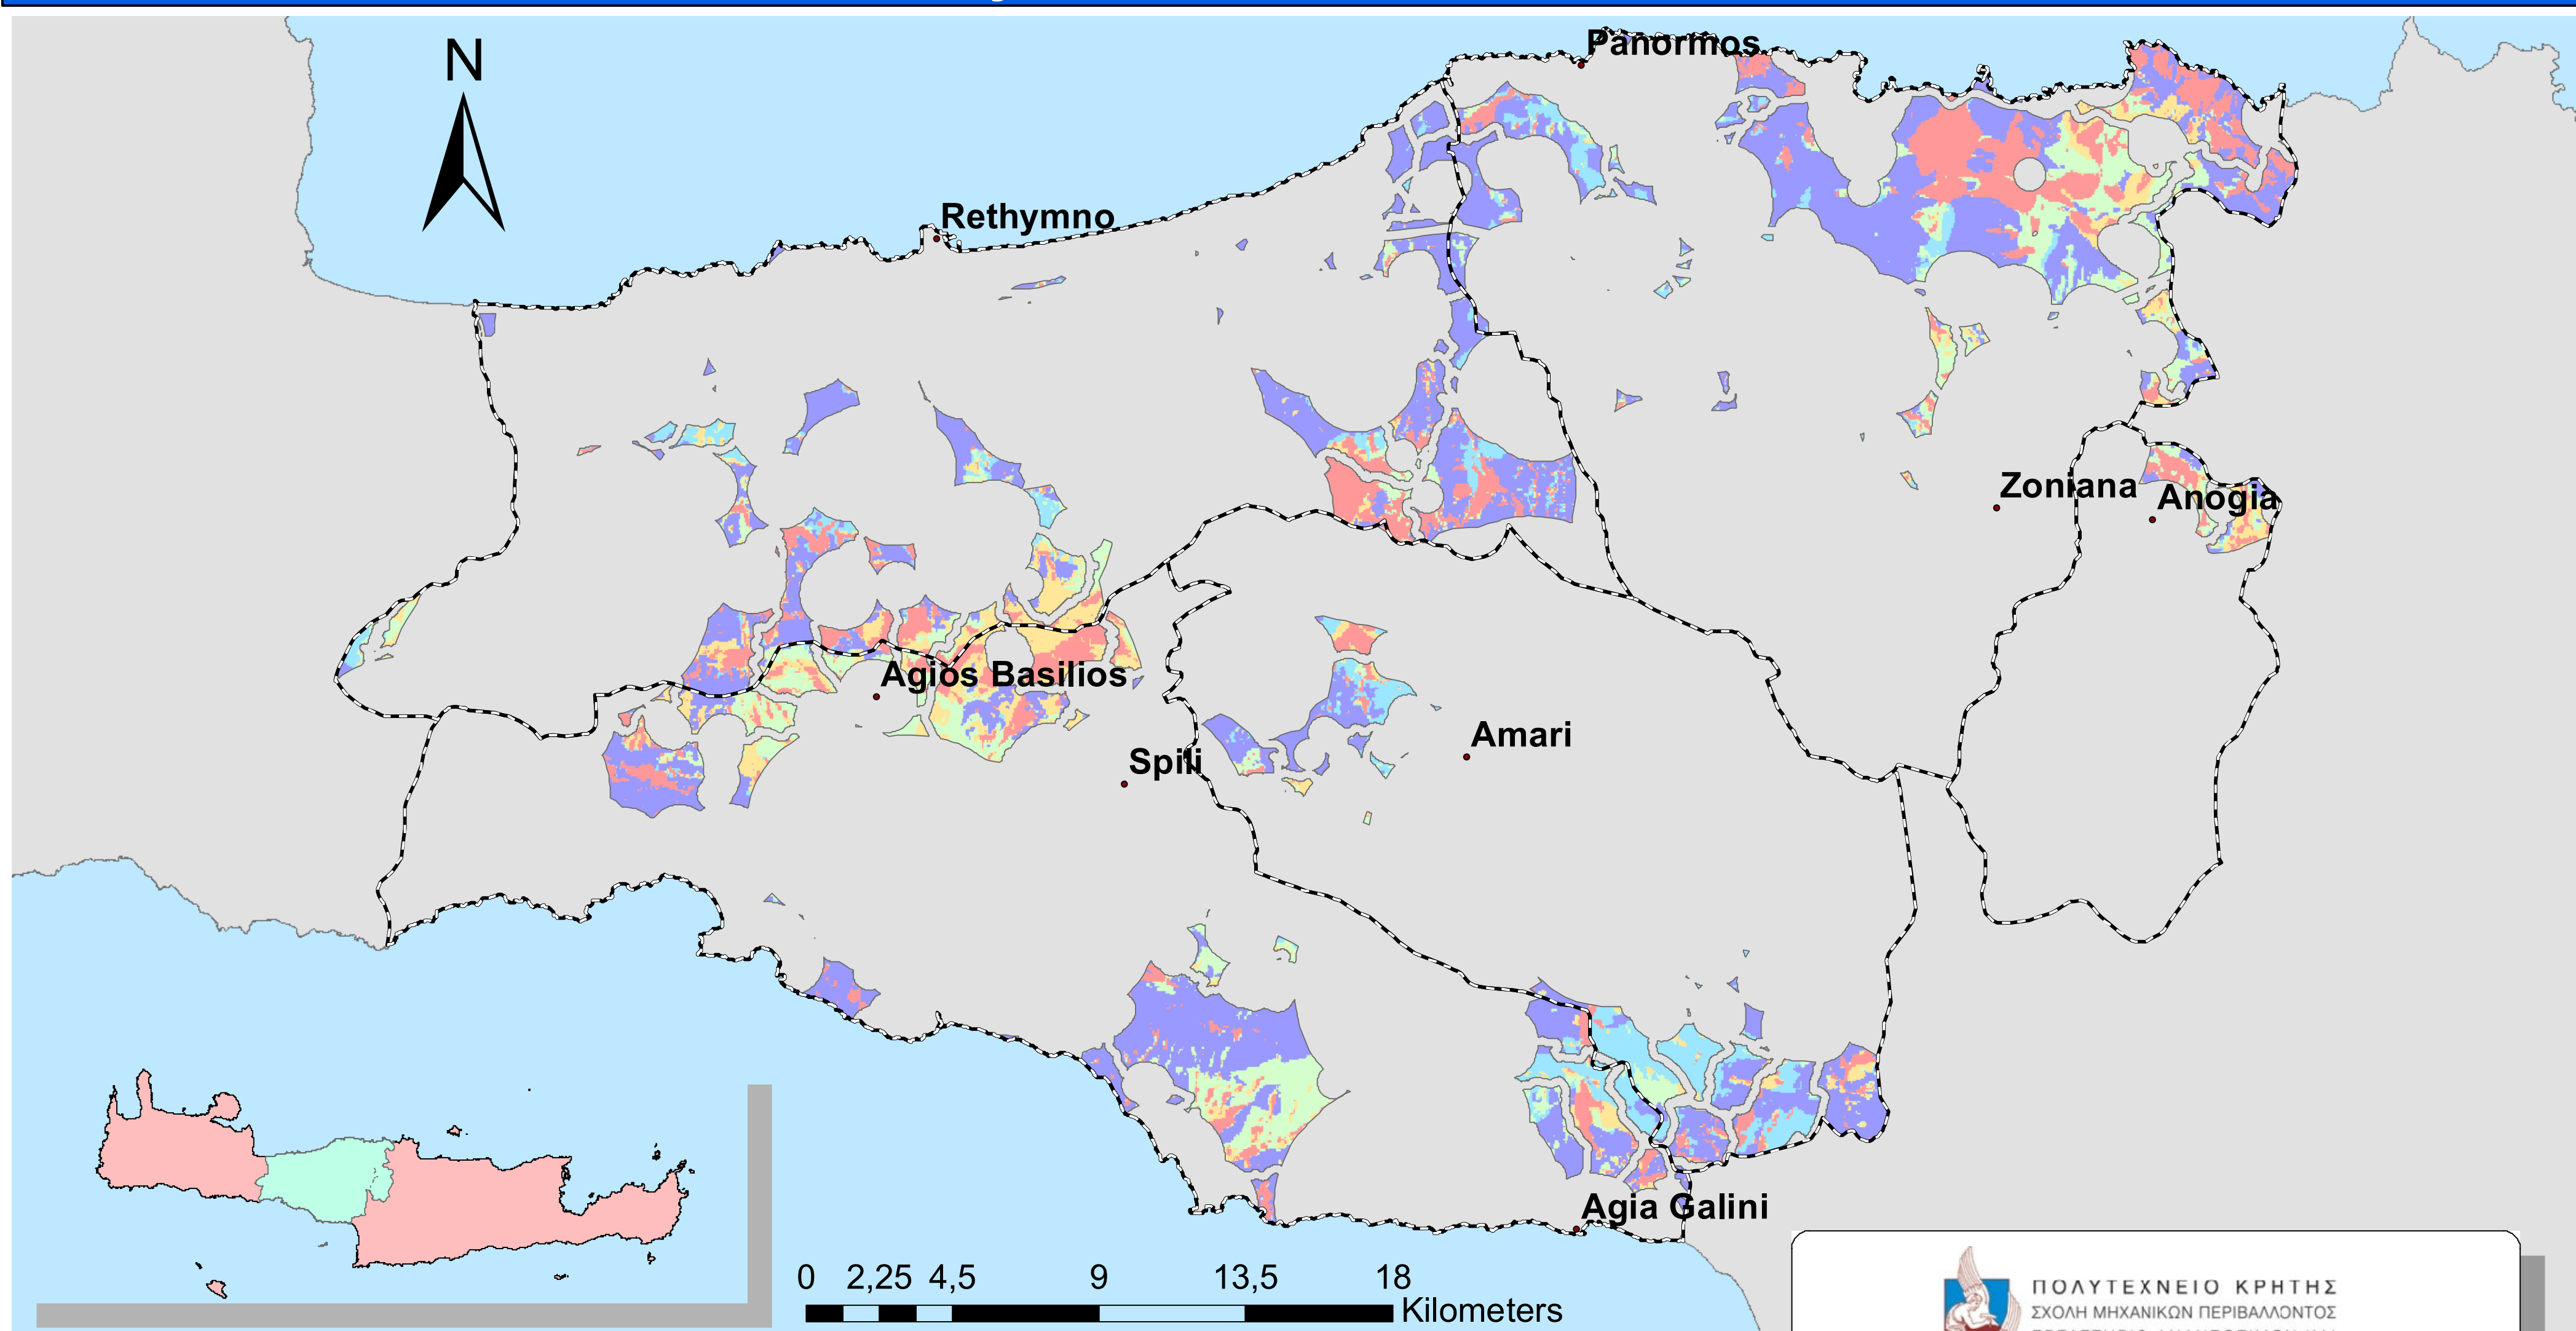 N
Panormos
Rethymno
Zoniana
Anogia
Agios Basilios
Amari
Spili
Agia Galini
0 2,25 4,5 9 13,5 18
Kilometers
ΠΟΛΥΤΕΧΝΕΙΟ ΚΡΗΤΗΣ
ΣΧΟΛΗ ΜΗΧΑΝΙΚΩΝ ΠΕΡΙΒΑΛΛΟΝΤΟΣ